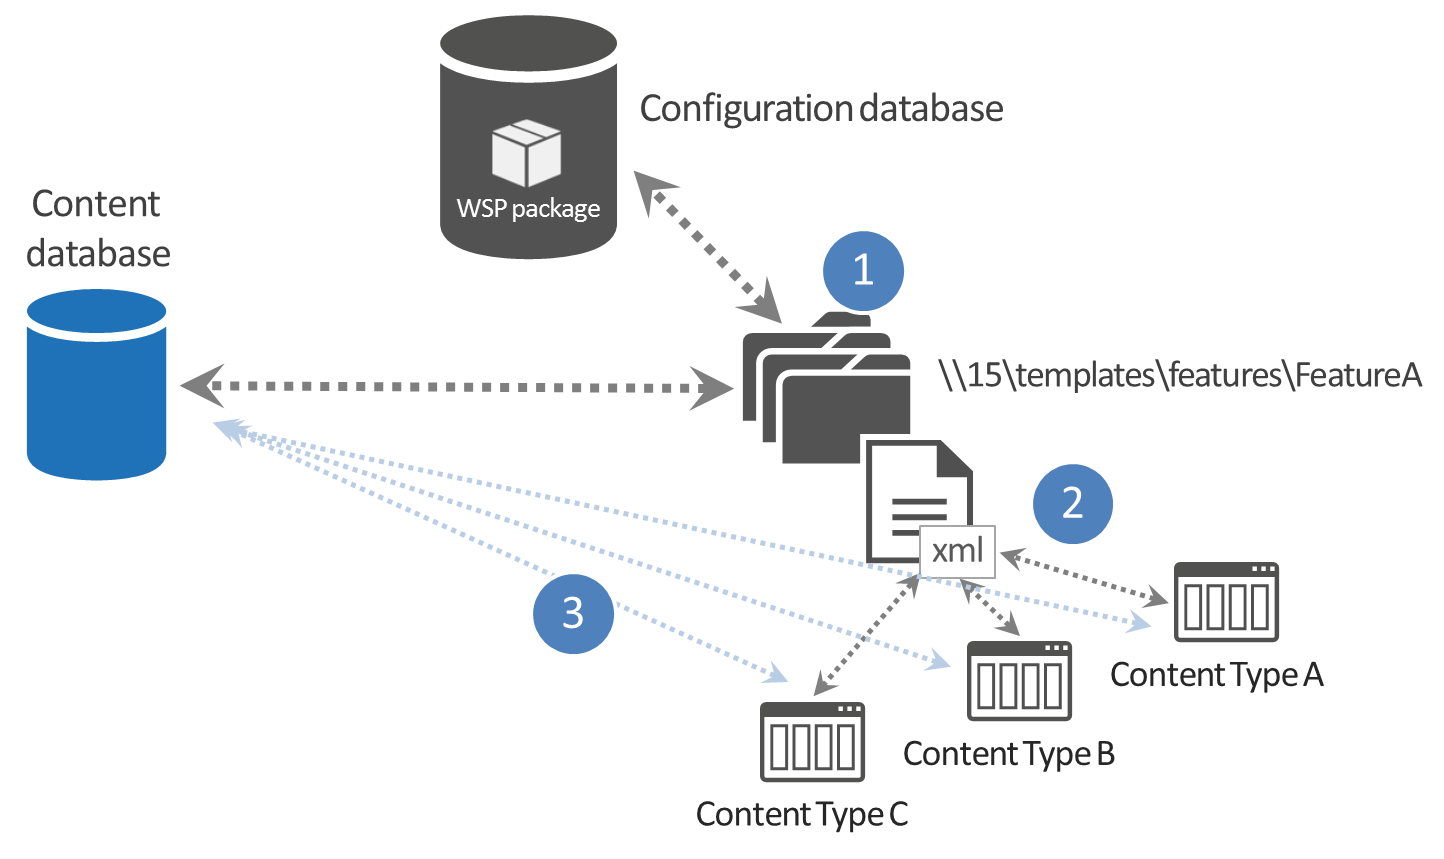 Configuration database
WSP package
Content
database
1
\\15\templates\features\FeatureA
2
xml
3
Content Type A
Content Type B
Content Type C